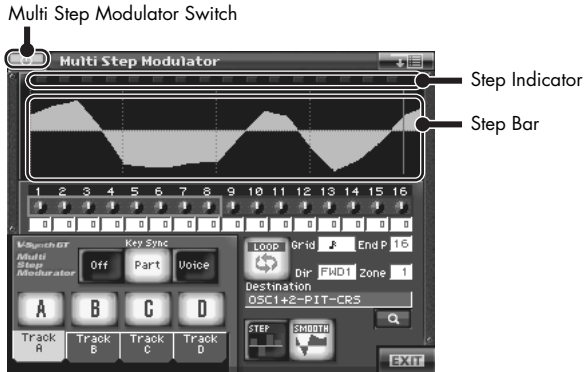 Multi Step Modulator Switch
Multi Step Modulator
Step Indicator
Step Bar
1 2 3 4 5 6 7 8 9 10 11 12 13 14 15 16
0 0 0 0 0 0 0 0 0 0 0 0 0 0 0 0
V-Synth GT
Multi
Step
Modurator
Key Sync
Off Part Voice
LOOP Grid End P 16
Dir FWD1 Zone 1
Destination
OSC1+2-PIT-CRS
A B C D
STEP SMOOTH
Track A Track B Track C Track D
EXIT